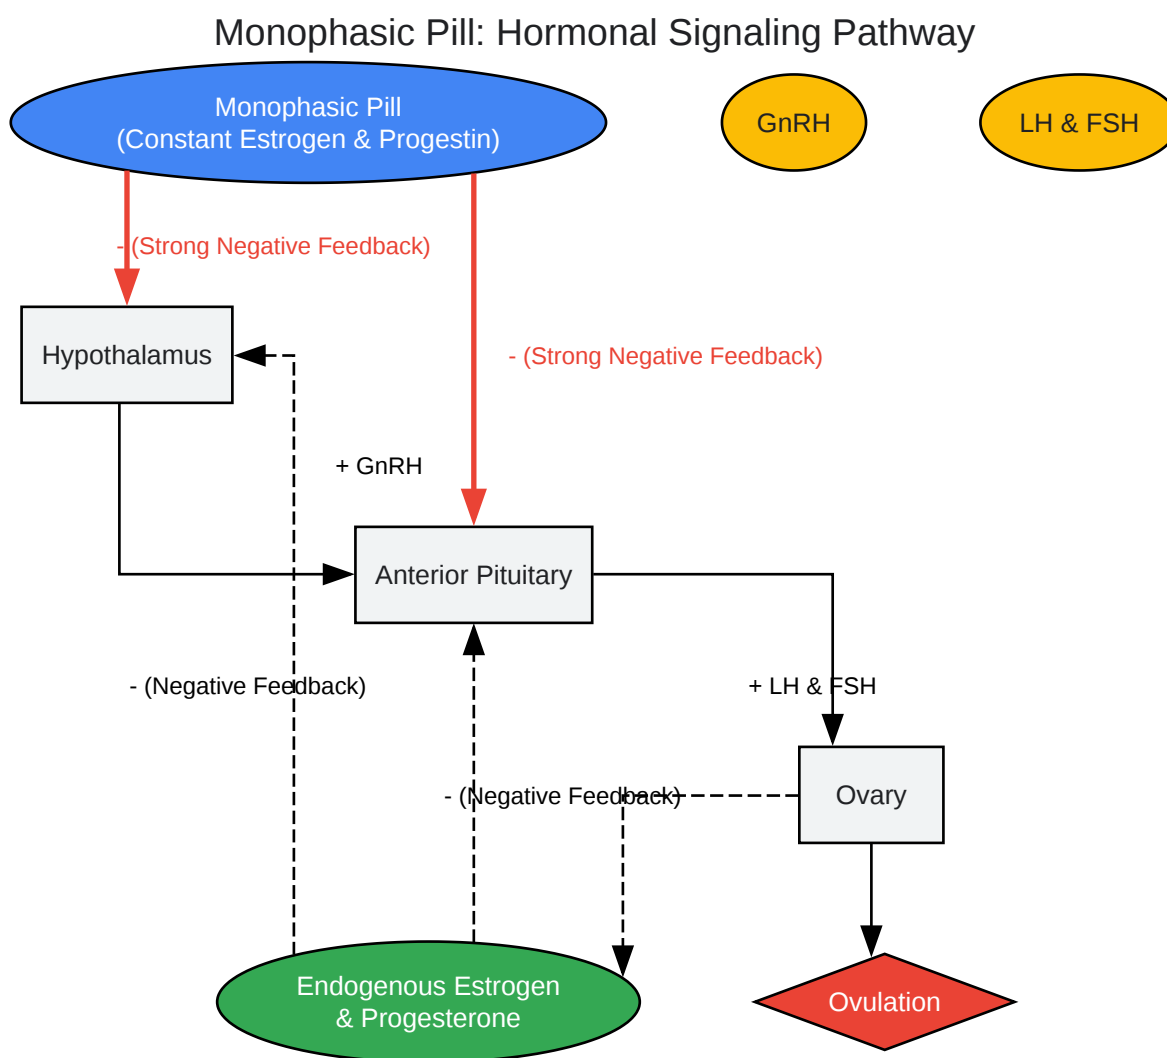 Monophasic Pill: Hormonal Signaling Pathway
Monophasic Pill
(Constant Estrogen & Progestin)
GnRH
LH & FSH
- (Strong Negative Feedback)
Hypothalamus
- (Strong Negative Feedback)
+ GnRH
Anterior Pituitary
- (Negative Feedback)
+ LH & FSH
- (Negative Feedback)
Ovary
Endogenous Estrogen
& Progesterone
Ovulation